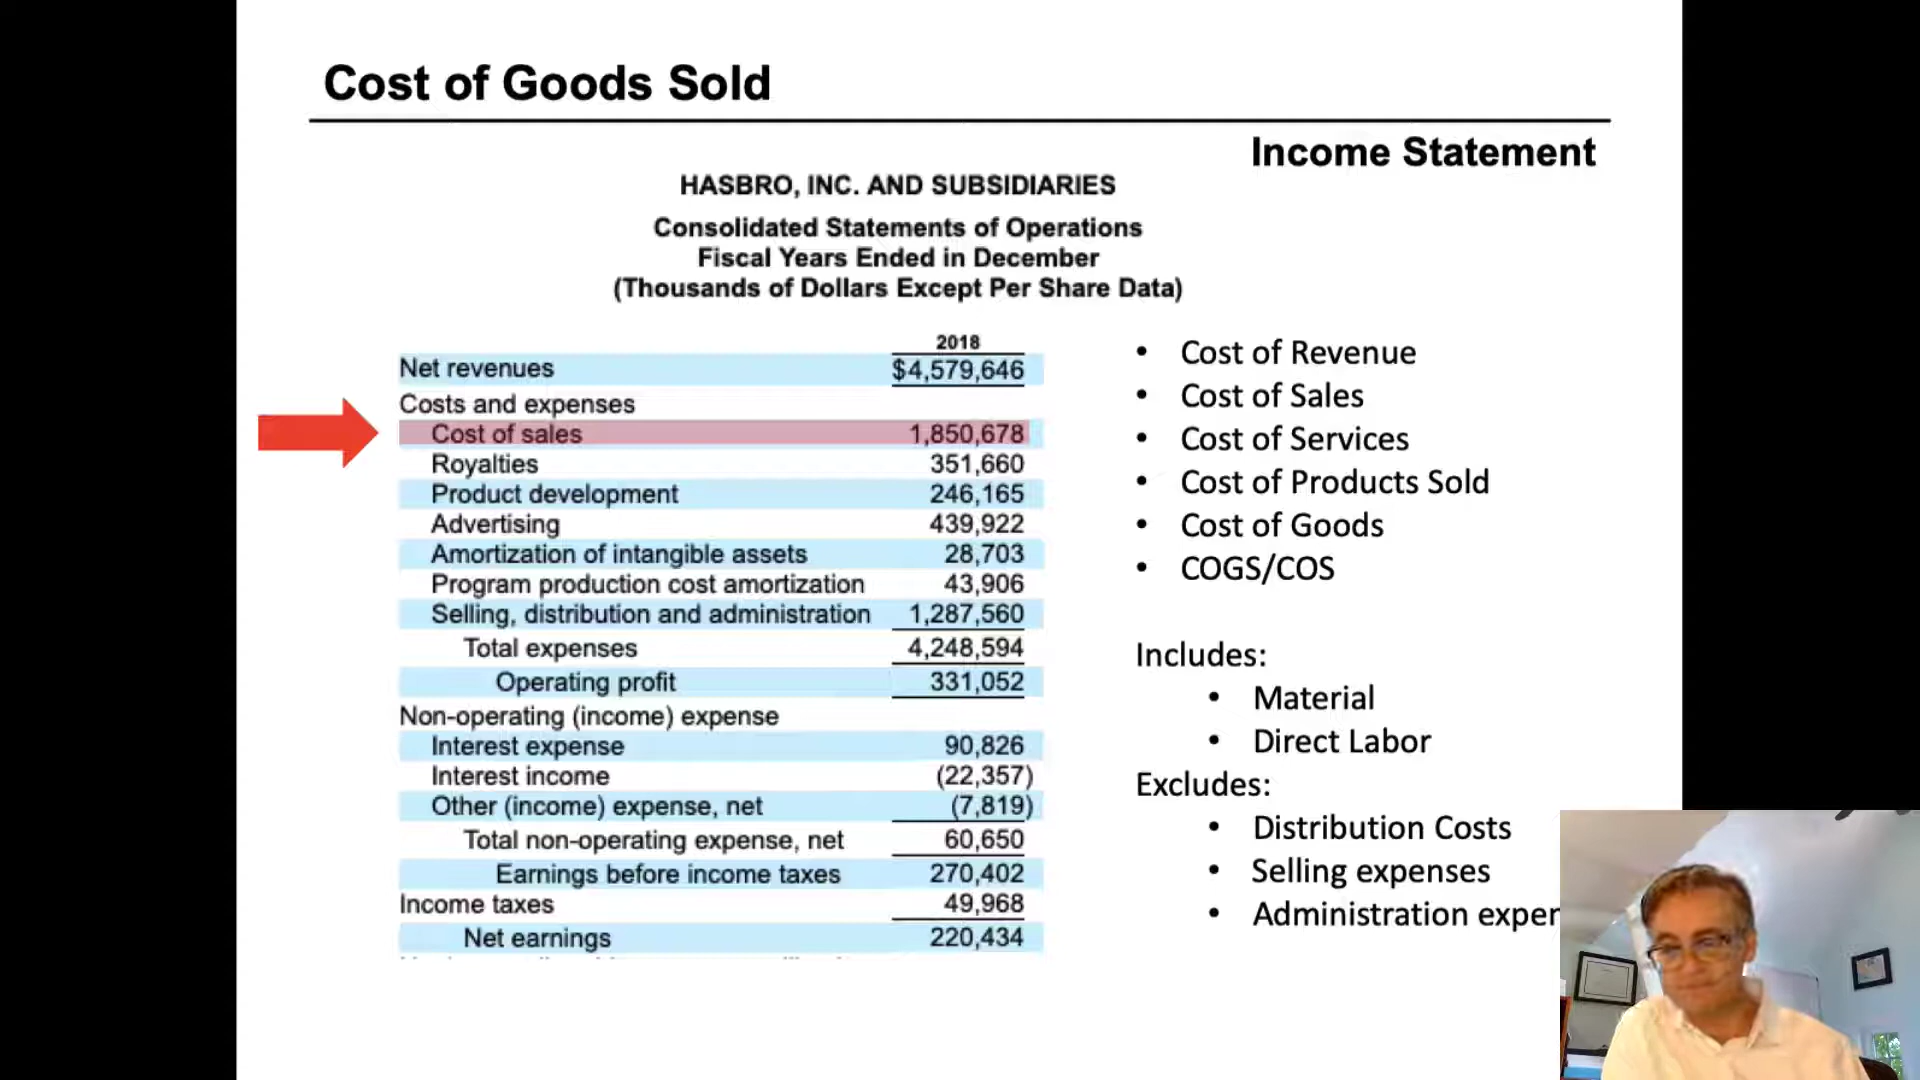 Cost of Goods Sold
Income Statement
HASBRO, INC. AND SUBSIDIARIES
Consolidated Statements of Operations
Fiscal Years Ended in December
(Thousands of Dollars Except Per Share Data)
2018
Net revenues $4,579,646
Costs and expenses
Cost of sales 1,850,678
Royalties 351,660
Product development 246,165
Advertising 439,922
Amortization of intangible assets 28,703
Program production cost amortization 43,906
Selling, distribution and administration 1,287,560
Total expenses 4,248,594
Operating profit 331,052
Non-operating (income) expense
Interest expense 90,826
Interest income (22,357)
Other (income) expense, net (7,819)
Total non-operating expense, net 60,650
Earnings before income taxes 270,402
Income taxes 49,968
Net earnings 220,434
• Cost of Revenue
• Cost of Sales
• Cost of Services
• Cost of Products Sold
• Cost of Goods
• COGS/COS
Includes:
• Material
• Direct Labor
Excludes:
• Distribution Costs
• Selling expenses
• Administration exper